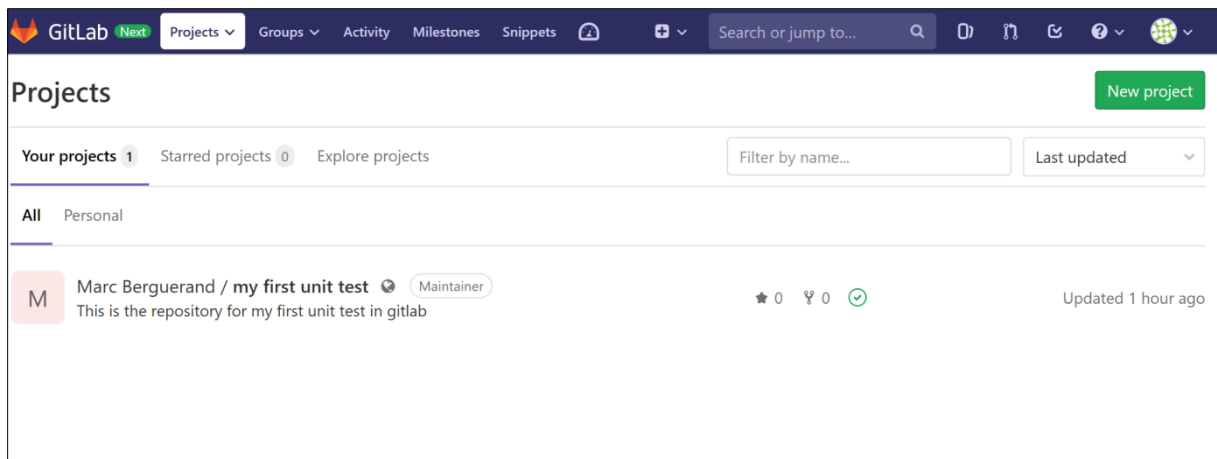 GitLab Next Projects Groups Activity Milestones Snippets Search or jump to...
Projects
New project
Your projects 1 Starred projects 0 Explore projects Filter by name... Last updated
All Personal
M
Marc Berguerand / my first unit test Maintainer
This is the repository for my first unit test in gitlab
0 0 Updated 1 hour ago